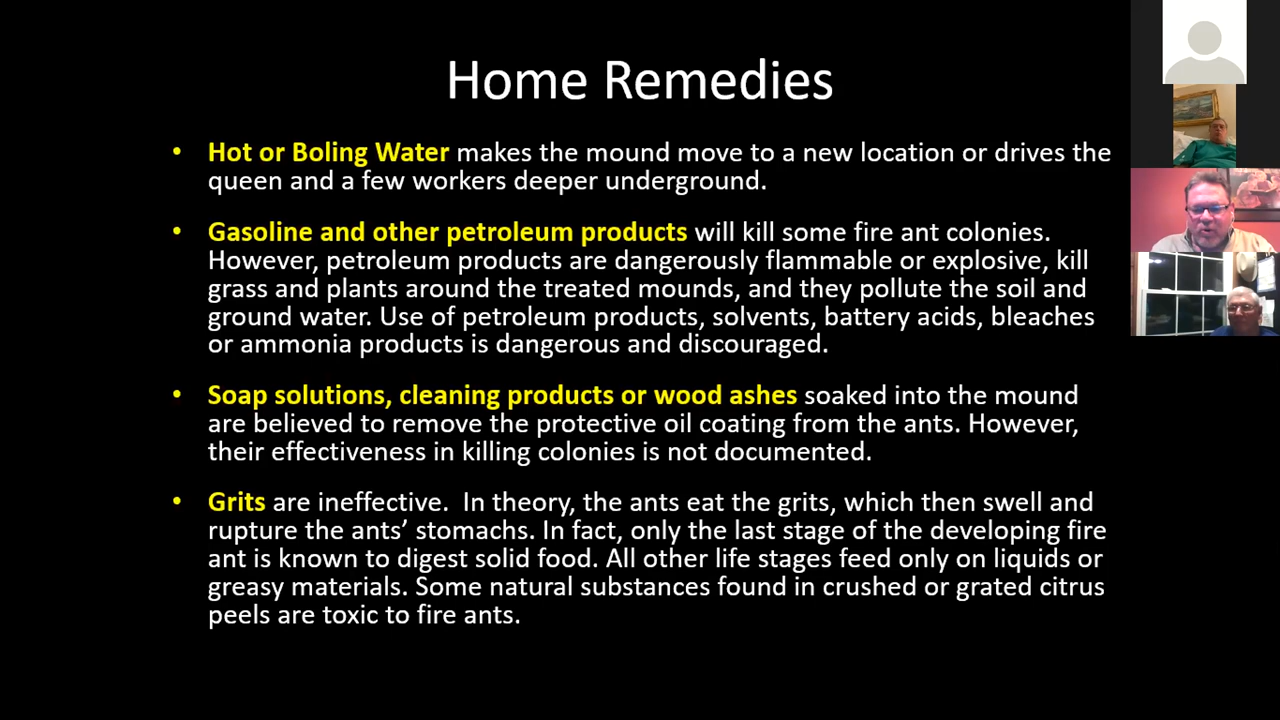 Home Remedies
• Hot or Boling Water makes the mound move to a new location or drives the
queen and a few workers deeper underground.
• Gasoline and other petroleum products will kill some fire ant colonies.
However, petroleum products are dangerously flammable or explosive, kill
grass and plants around the treated mounds, and they pollute the soil and
ground water. Use of petroleum products, solvents, battery acids, bleaches
or ammonia products is dangerous and discouraged.
• Soap solutions, cleaning products or wood ashes soaked into the mound
are believed to remove the protective oil coating from the ants. However,
their effectiveness in killing colonies is not documented.
• Grits are ineffective.  In theory, the ants eat the grits, which then swell and
rupture the ants’ stomachs. In fact, only the last stage of the developing fire
ant is known to digest solid food. All other life stages feed only on liquids or
greasy materials. Some natural substances found in crushed or grated citrus
peels are toxic to fire ants.